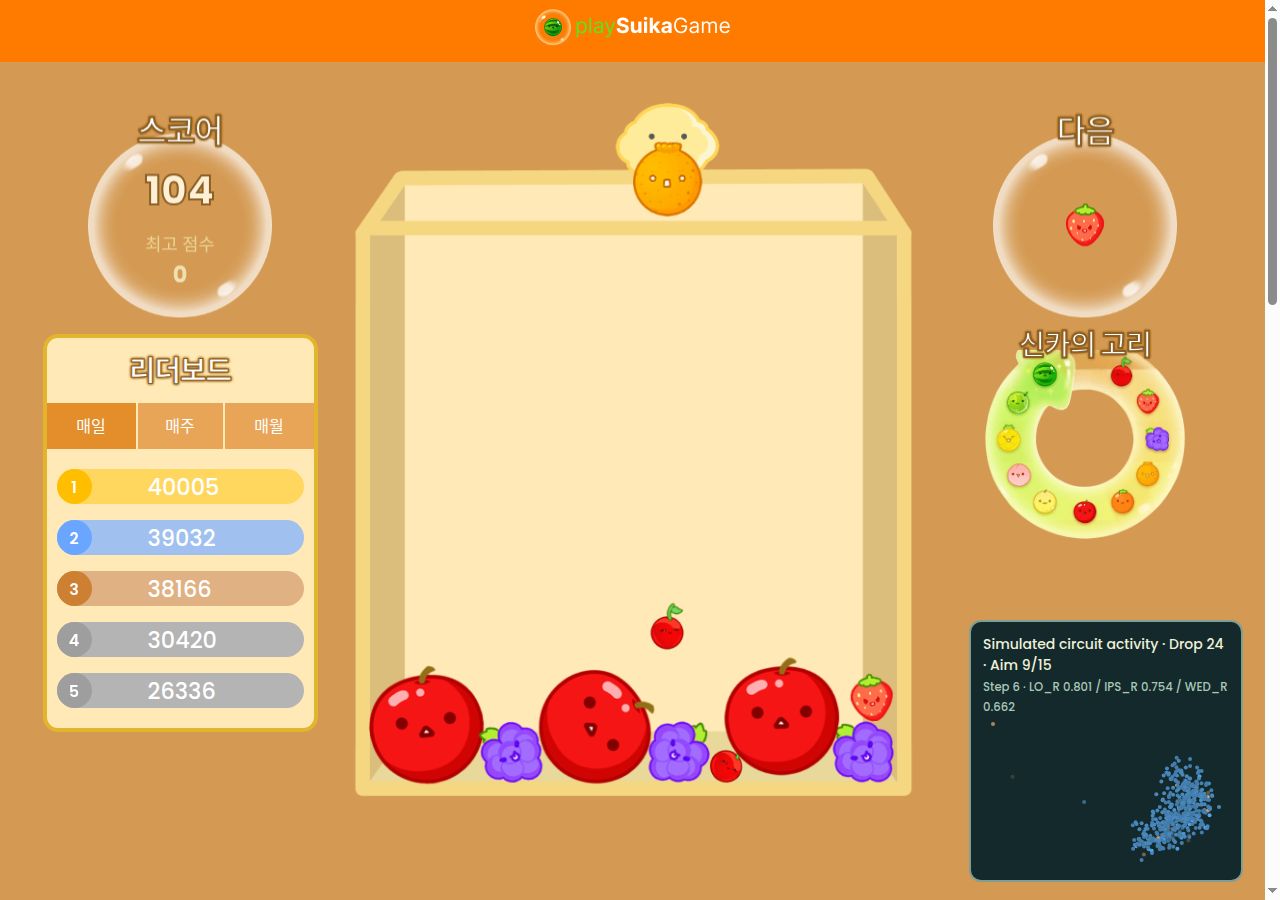 playSuikaGame
스코어
104
최고 점수
0
리더보드
매일 매주 매월
1 40005
2 39032
3 38166
4 30420
5 26336
다음
신카의 고리
Simulated circuit activity · Drop 24
· Aim 9/15
Step 6 · LO_R 0.801 / IPS_R 0.754 / WED_R
0.662